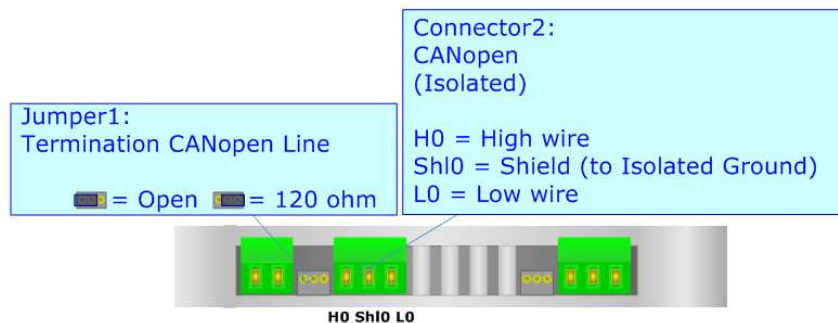 Connector2:
CANopen
(Isolated)
H0 = High wire
Shl0 = Shield (to Isolated Ground)
L0 = Low wire
Jumper1:
Termination CANopen Line
= Open = 120 ohm
H0 Shl0 L0